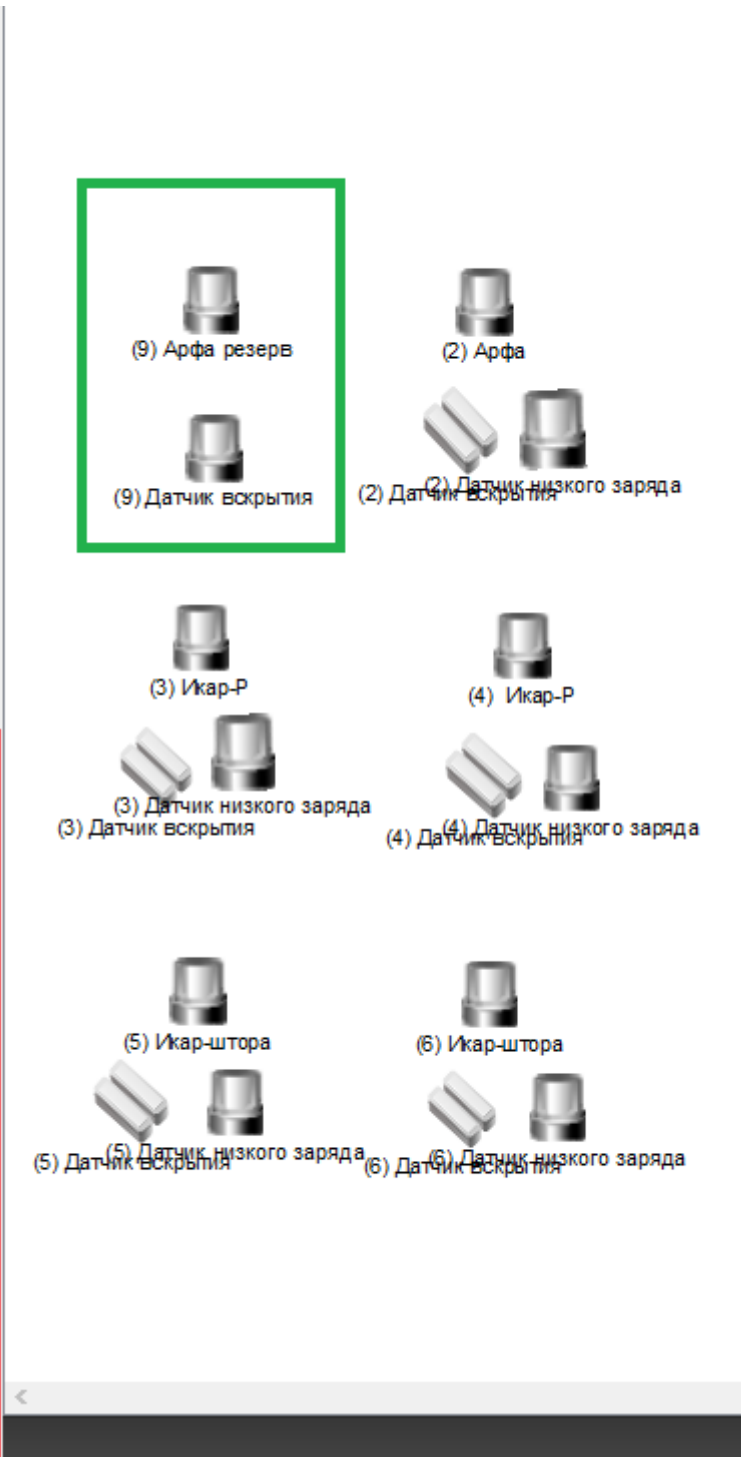 (9) Арфа резерв
(2) Арфа
(9) Датчик вскрытия
(2) Датчик низкого заряда
(2) Датчик вскрытия
(3) Икар-Р
(4) Икар-Р
(3) Датчик низкого заряда
(3) Датчик вскрытия
(4) Датчик низкого заряда
(4) Датчик вскрытия
(5) Икар-штора
(6) Икар-штора
(5) Датчик низкого заряда
(5) Датчик вскрытия
(6) Датчик низкого заряда
(6) Датчик вскрытия